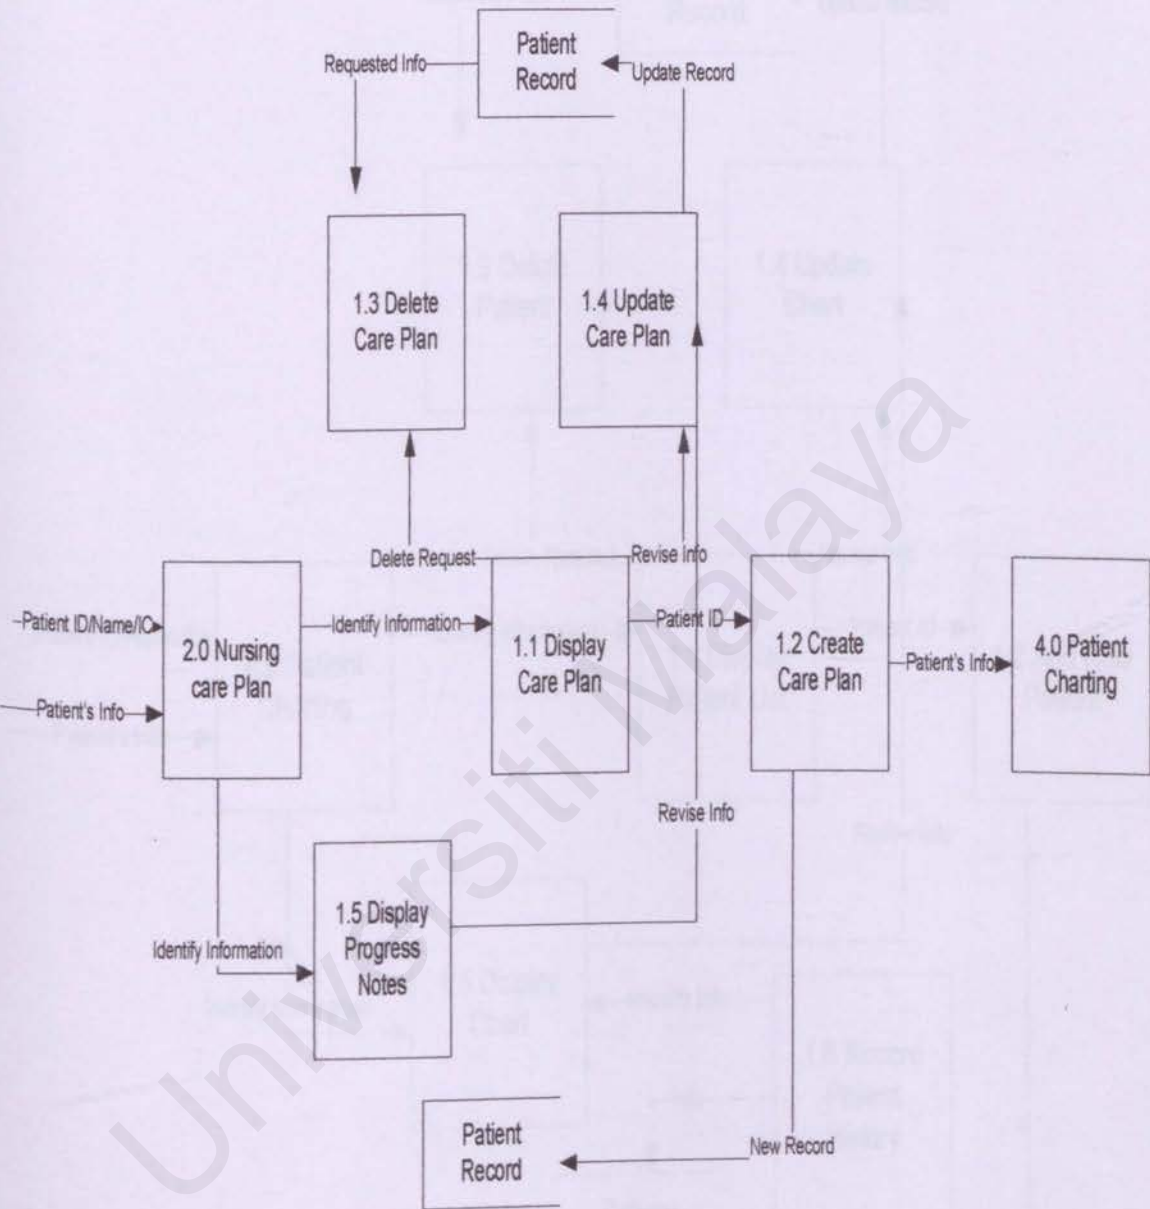 Patient
Record
Requested Info
Update Record
1.3 Delete
Care Plan
1.4 Update
Care Plan
Delete Request
Revise Info
Patient ID/Name/IC
Identify Information
Patient ID
2.0 Nursing
care Plan
1.1 Display
Care Plan
1.2 Create
Care Plan
Patient's Info
4.0 Patient
Charting
Patient's Info
Revise Info
1.5 Display
Progress
Notes
Identify Information
Patient
Record
New Record
Universiti Malaya